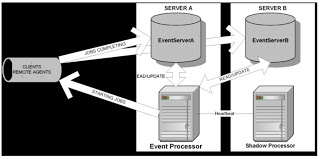 SERVER A
SERVER B
EventServerA
EventServerB
JOBS COMPLETING
CLIENTS
REMOTE AGENTS
READ/UPDATE
READ/UPDATE
STARTING JOBS
HeartBeat
Event Processor
Shadow Processor